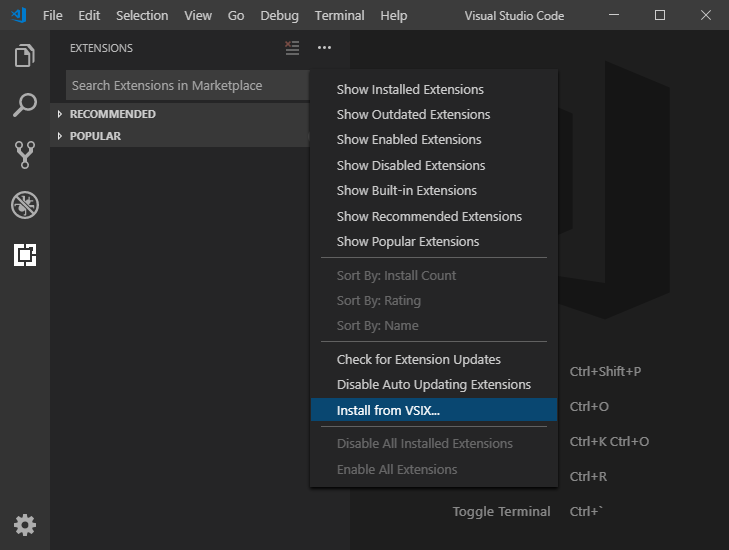 File Edit Selection View Go Debug Terminal Help Visual Studio Code
EXTENSIONS
Search Extensions in Marketplace
RECOMMENDED
POPULAR
Show Installed Extensions
Show Outdated Extensions
Show Enabled Extensions
Show Disabled Extensions
Show Built-in Extensions
Show Recommended Extensions
Show Popular Extensions
Sort By: Install Count
Sort By: Rating
Sort By: Name
Check for Extension Updates
Disable Auto Updating Extensions
Install from VSIX...
Disable All Installed Extensions
Enable All Extensions
Ctrl+Shift+P
Ctrl+O
Ctrl+K Ctrl+O
Ctrl+R
Toggle Terminal Ctrl+`